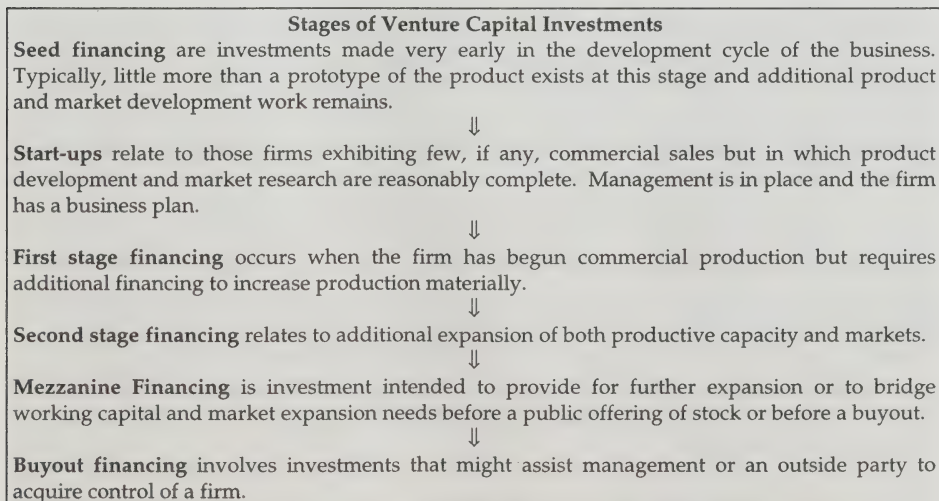 Stages of Venture Capital Investments
Seed financing are investments made very early in the development cycle of the business.
Typically, little more than a prototype of the product exists at this stage and additional product
and market development work remains.
⇓
Start-ups relate to those firms exhibiting few, if any, commercial sales but in which product
development and market research are reasonably complete. Management is in place and the firm
has a business plan.
⇓
First stage financing occurs when the firm has begun commercial production but requires
additional financing to increase production materially.
⇓
Second stage financing relates to additional expansion of both productive capacity and markets.
⇓
Mezzanine Financing is investment intended to provide for further expansion or to bridge
working capital and market expansion needs before a public offering of stock or before a buyout.
⇓
Buyout financing involves investments that might assist management or an outside party to
acquire control of a firm.